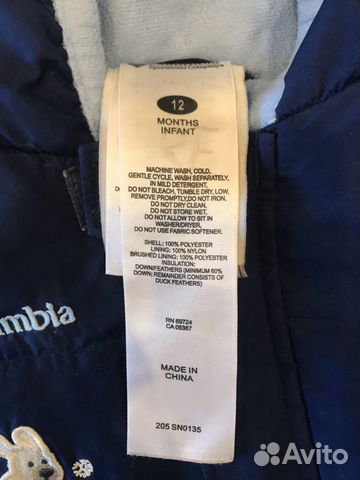 12
MONTHS
INFANT
MACHINE WASH, COLD,
GENTLE CYCLE, WASH SEPARATELY.
IN MILD DETERGENT.
DO NOT BLEACH, TUMBLE DRY, LOW,
REMOVE PROMPTLY.DO NOT IRON,
DO NOT DRY CLEAN,
DO NOT STORE WET,
DO NOT ALLOW TO SIT IN
WASHER/DRYER.
DO NOT USE FABRIC SOFTENER.
SHELL: 100% POLYESTER
LINING: 100% NYLON
BRUSHED LINING: 100% POLYESTER
INSULATION:
DOWN/FEATHERS (MINIMUM 60%
DOWN; REMAINDER CONSISTS OF
DUCK FEATHERS)
umbia
RN 69724
CA 05367
MADE IN
CHINA
205 SN0135
Avito